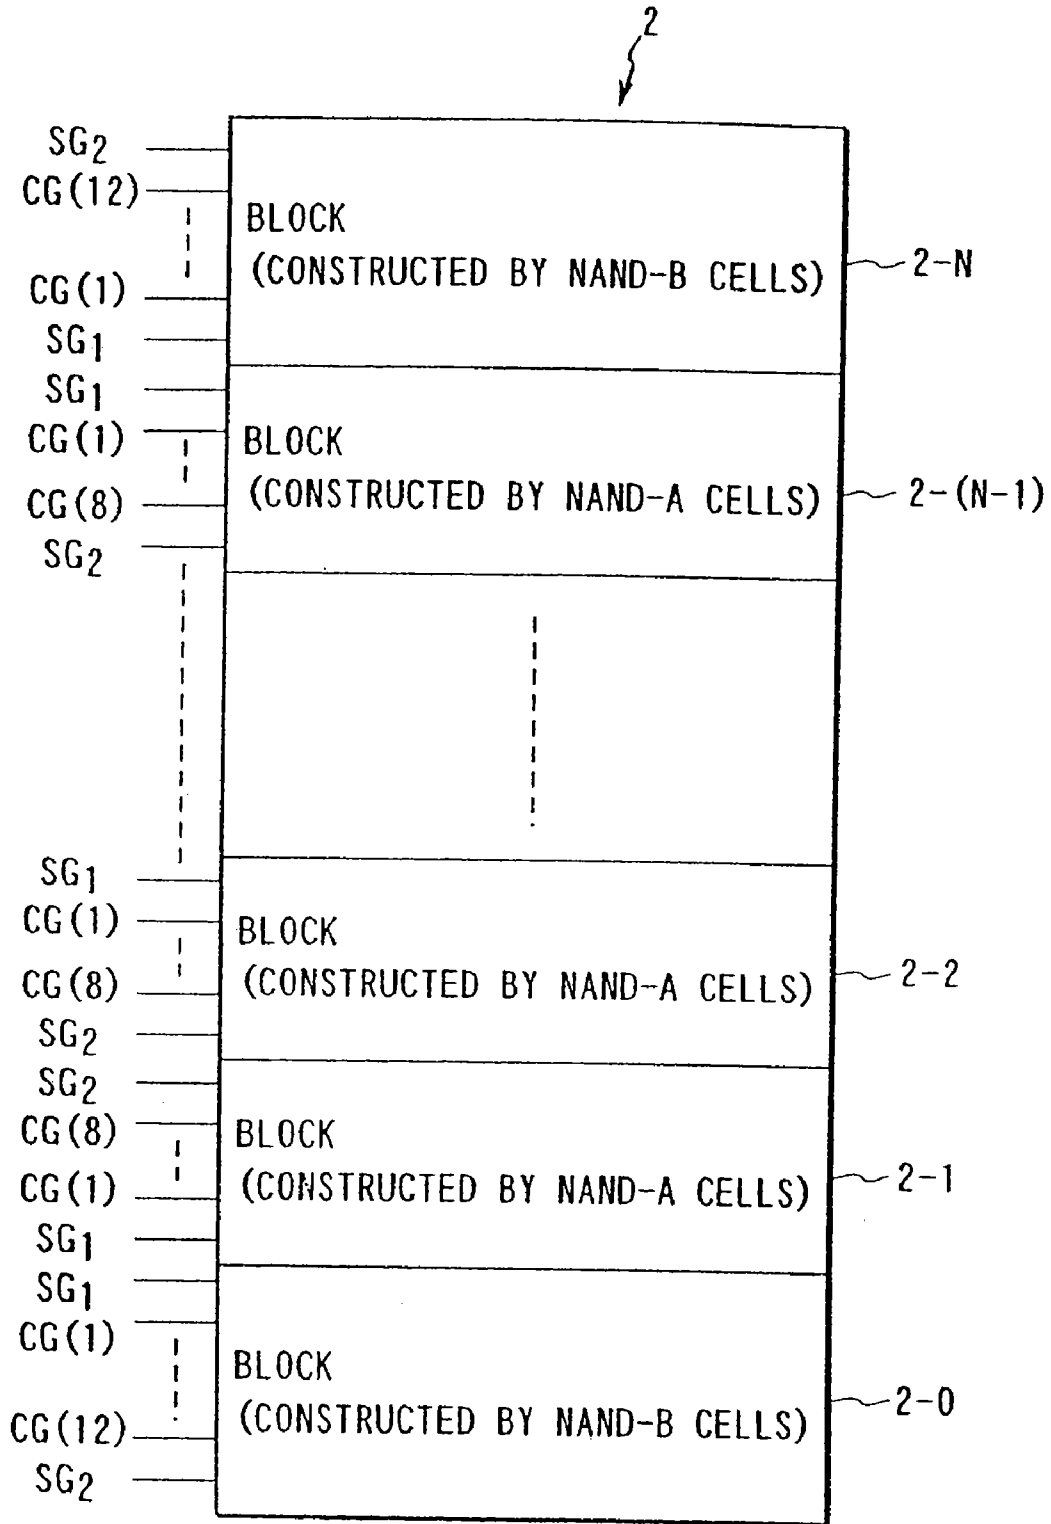 2
SG2
CG(12)
BLOCK
(CONSTRUCTED BY NAND-B CELLS)
2-N
CG(1)
SG1
SG1
CG(1)
BLOCK
(CONSTRUCTED BY NAND-A CELLS)
2-(N-1)
CG(8)
SG2
SG1
CG(1)
BLOCK
(CONSTRUCTED BY NAND-A CELLS)
2-2
CG(8)
SG2
SG2
CG(8)
BLOCK
(CONSTRUCTED BY NAND-A CELLS)
2-1
CG(1)
SG1
SG1
CG(1)
BLOCK
(CONSTRUCTED BY NAND-B CELLS)
2-0
CG(12)
SG2